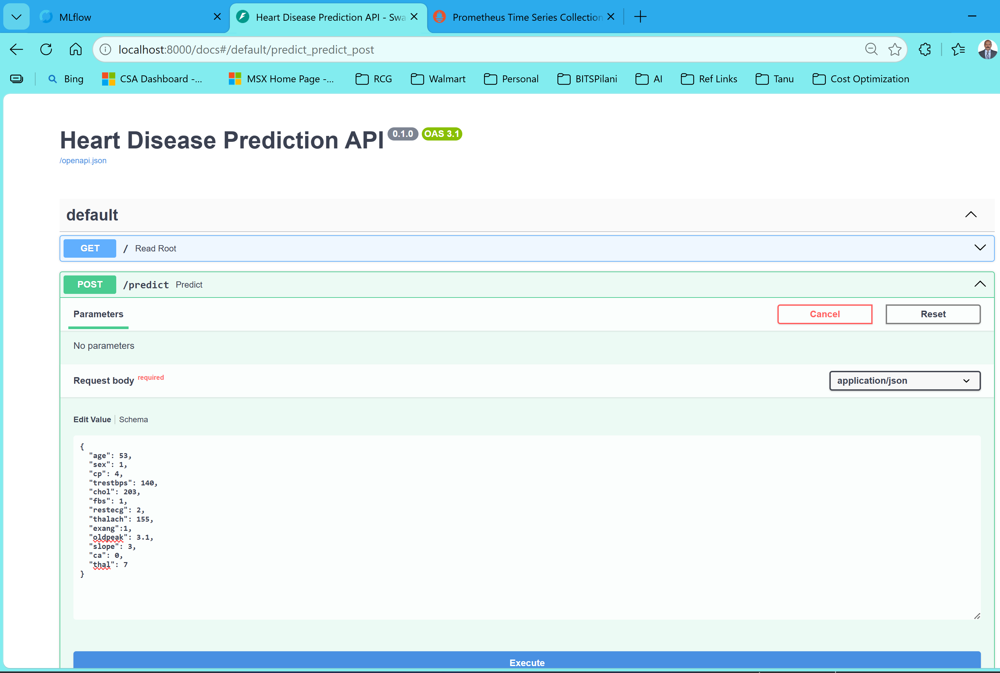 MLflow
Heart Disease Prediction API - Swa
Prometheus Time Series Collection
localhost:8000/docs#/default/predict_predict_post
Bing
CSA Dashboard -...
MSX Home Page -...
RCG
Walmart
Personal
BITSPilani
AI
Ref Links
Tanu
Cost Optimization
Heart Disease Prediction API 0.1.0 OAS 3.1
/openapi.json
default
GET / Read Root
POST /predict Predict
Parameters
Cancel
Reset
No parameters
Request body required
application/json
Edit Value | Schema
{
  "age": 53,
  "sex": 1,
  "cp": 4,
  "trestbps": 140,
  "chol": 203,
  "fbs": 1,
  "restecg": 2,
  "thalach": 155,
  "exang":1,
  "oldpeak": 3.1,
  "slope": 3,
  "ca": 0,
  "thal": 7
}
Execute